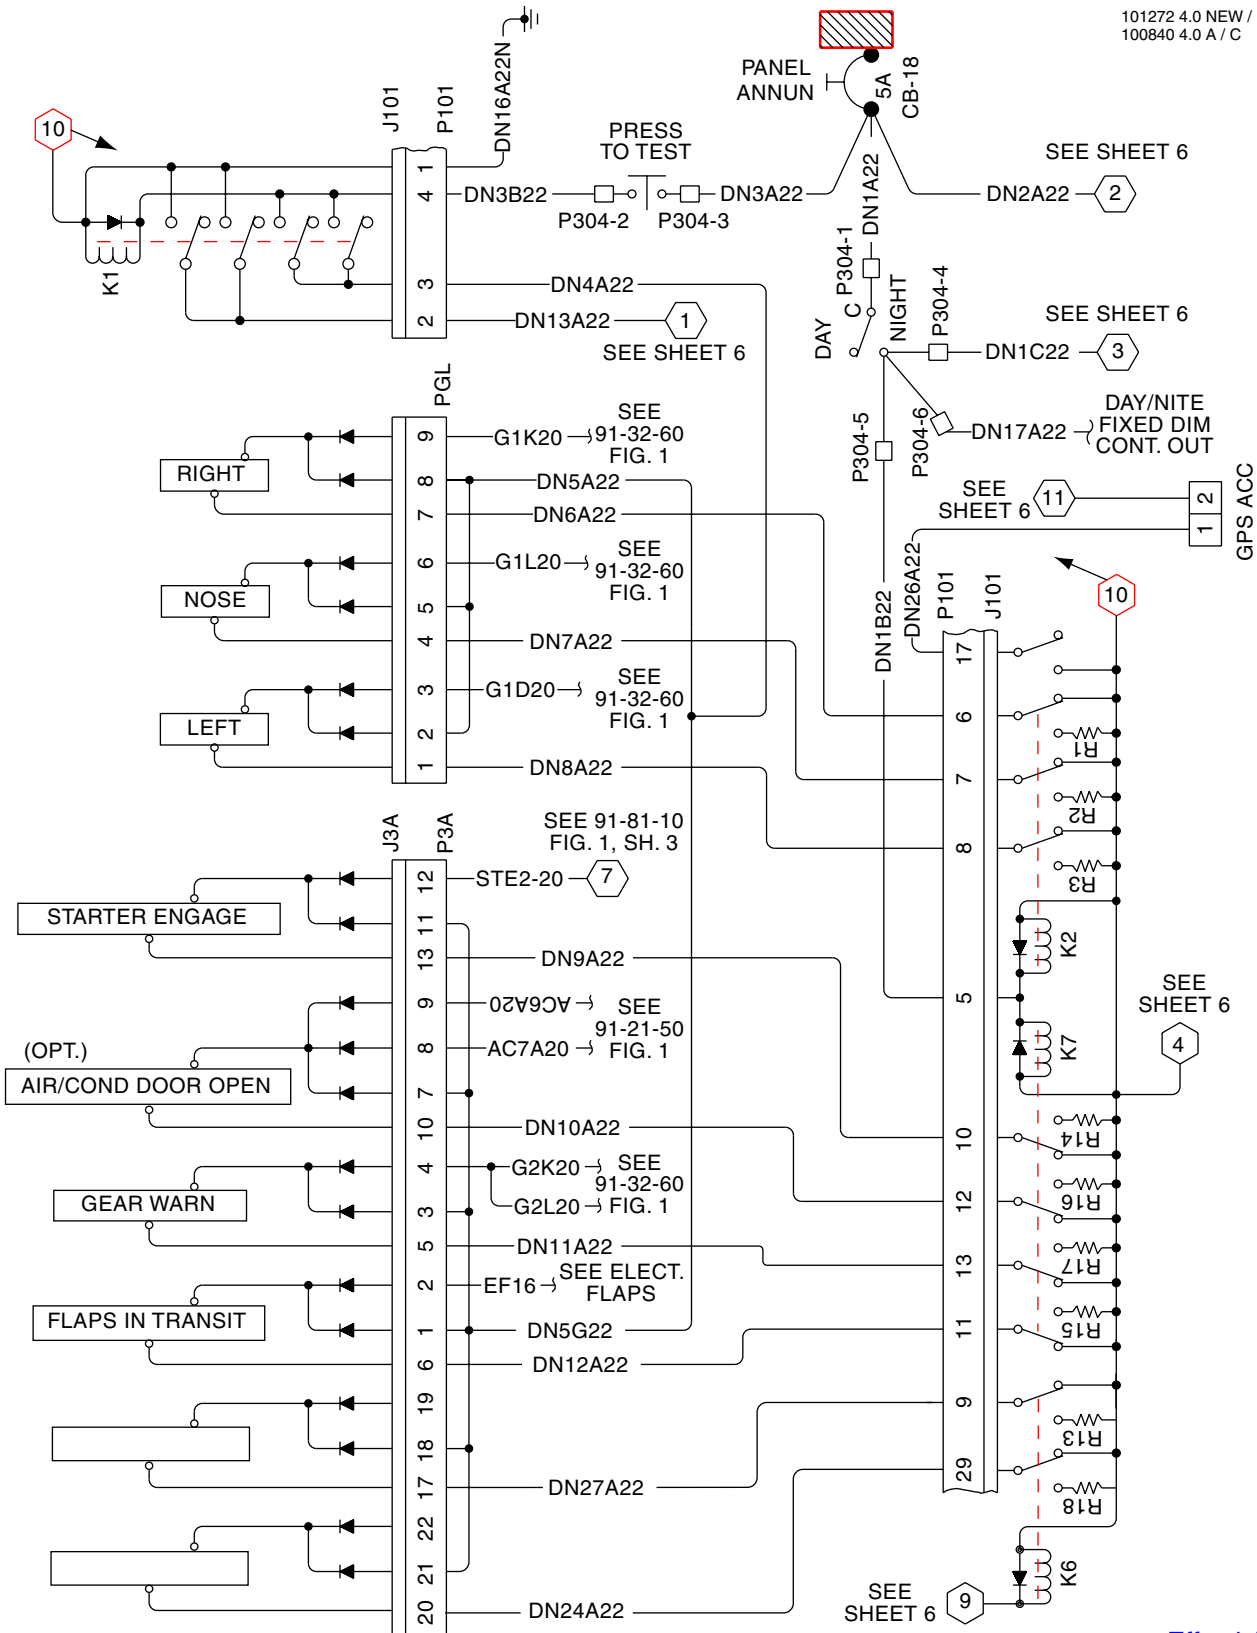 101272 4.0 NEW /
100840 4.0 A / C
10
J101
P101
DN16A22N
PANEL
ANNUN
5A
CB-18
PRESS
TO TEST
SEE SHEET 6
1
4
DN3B22
P304-2
P304-3
DN3A22
DN1A22
DN2A22
2
K1
3
DN4A22
P304-1
C
DAY
NIGHT
P304-4
2
DN13A22
1
SEE SHEET 6
SEE SHEET 6
DN1C22
3
PGL
RIGHT
9
G1K20
SEE
91-32-60
FIG. 1
8
DN5A22
7
DN6A22
P304-5
P304-6
DN17A22
DAY/NITE
FIXED DIM
CONT. OUT
SEE
SHEET 6
11
2
1
GPS ACC
NOSE
6
G1L20
SEE
91-32-60
FIG. 1
5
4
DN7A22
DN1B22
DN26A22
P101
J101
10
17
LEFT
3
G1D20
SEE
91-32-60
FIG. 1
2
1
DN8A22
6
R1
7
R2
8
R3
J3A
P3A
SEE 91-81-10
FIG. 1, SH. 3
STARTER ENGAGE
12
STE2-20
7
11
13
DN9A22
K2
5
K7
SEE
SHEET 6
4
(OPT.)
AIR/COND DOOR OPEN
9
AC6A20
SEE
91-21-50
FIG. 1
8
AC7A20
7
10
DN10A22
10
R14
GEAR WARN
4
G2K20
SEE
91-32-60
FIG. 1
G2L20
3
5
DN11A22
12
R16
13
R17
FLAPS IN TRANSIT
2
EF16
SEE ELECT.
FLAPS
1
DN5G22
6
DN12A22
11
R15
19
18
17
DN27A22
9
R13
29
R18
22
21
20
DN24A22
K6
SEE
SHEET 6
9